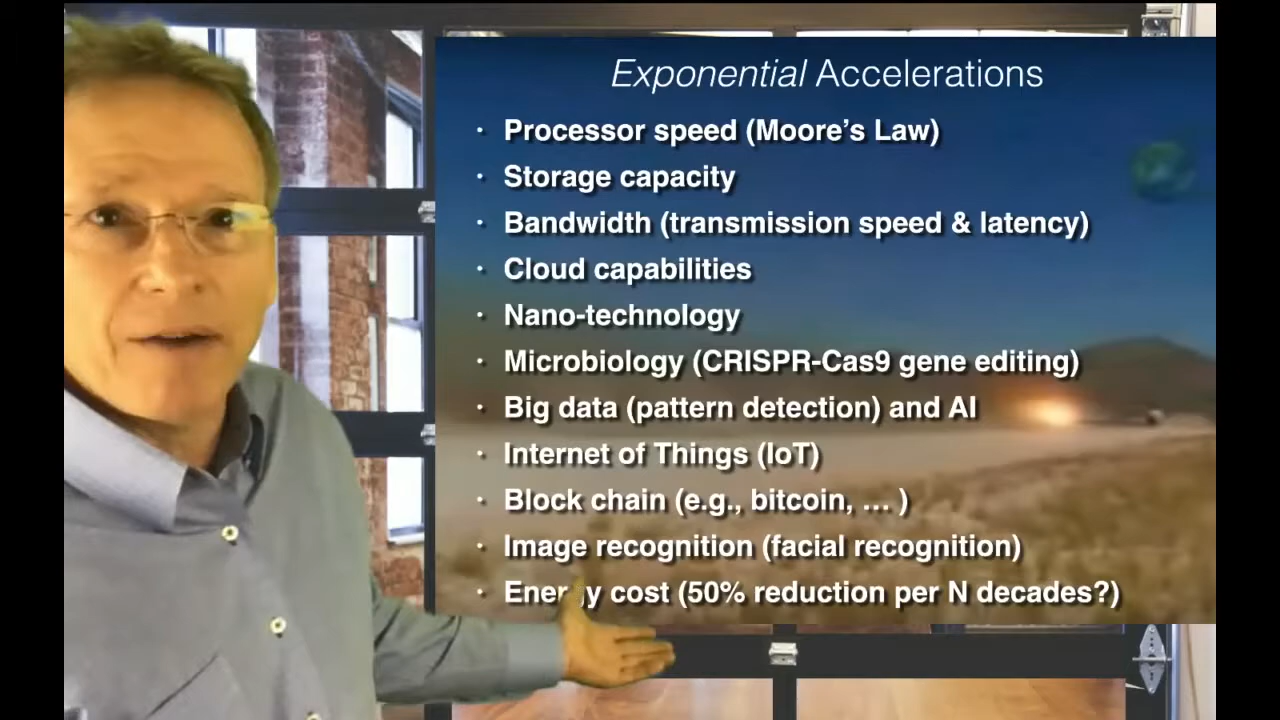 Exponential Accelerations
· Processor speed (Moore’s Law)
· Storage capacity
· Bandwidth (transmission speed & latency)
· Cloud capabilities
· Nano-technology
· Microbiology (CRISPR-Cas9 gene editing)
· Big data (pattern detection) and AI
· Internet of Things (IoT)
· Block chain (e.g., bitcoin, … )
· Image recognition (facial recognition)
· Energy cost (50% reduction per N decades?)